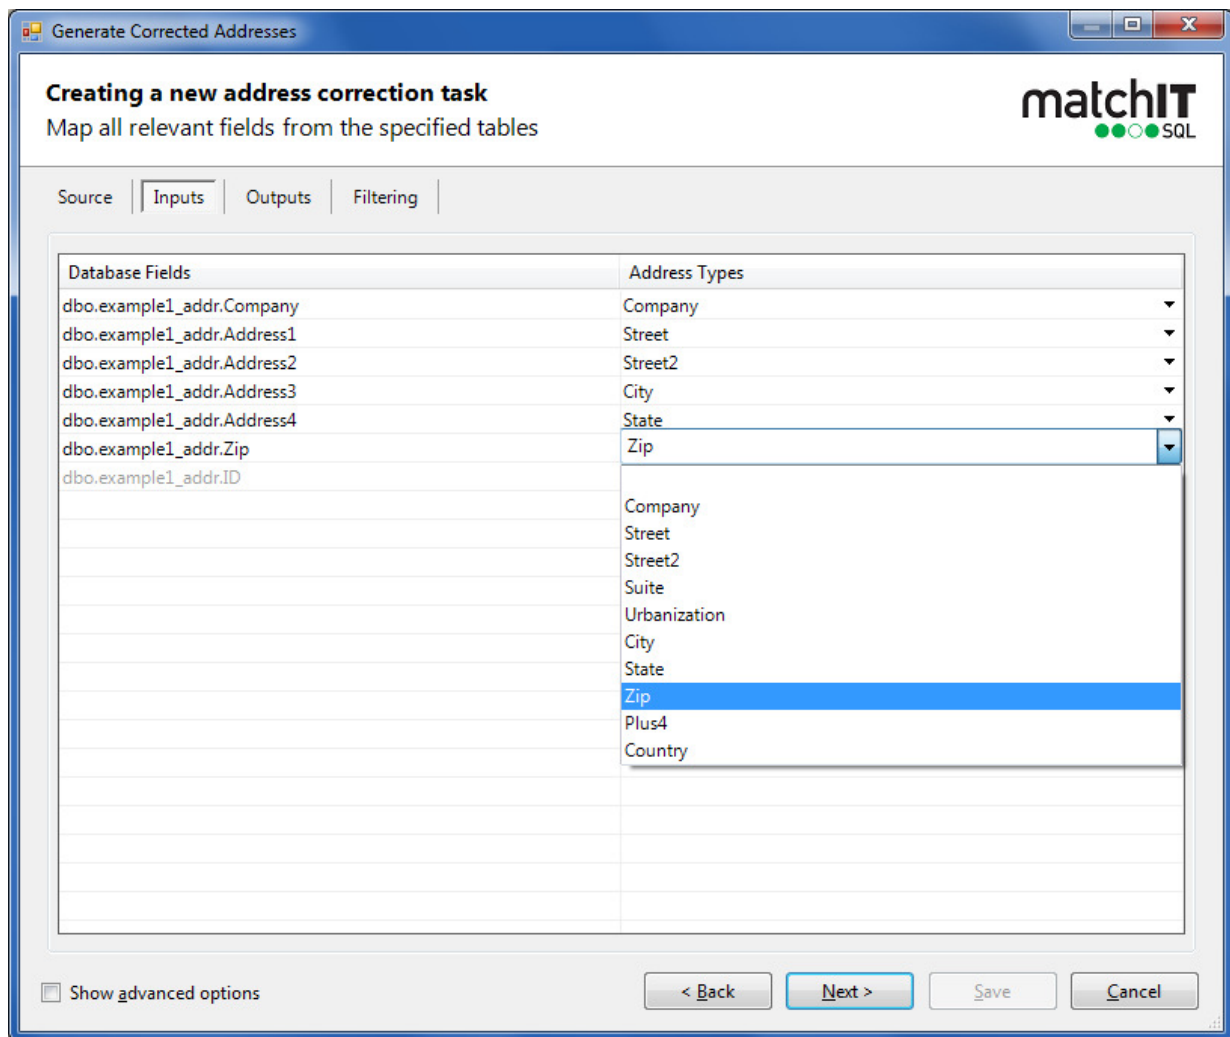 Generate Corrected Addresses
Creating a new address correction task
Map all relevant fields from the specified tables
matchIT
SQL
Source Inputs Outputs Filtering
Database Fields Address Types
dbo.example1_addr.Company Company
dbo.example1_addr.Address1 Street
dbo.example1_addr.Address2 Street2
dbo.example1_addr.Address3 City
dbo.example1_addr.Address4 State
dbo.example1_addr.Zip Zip
dbo.example1_addr.ID
Company
Street
Street2
Suite
Urbanization
City
State
Zip
Plus4
Country
Show advanced options < Back Next > Save Cancel